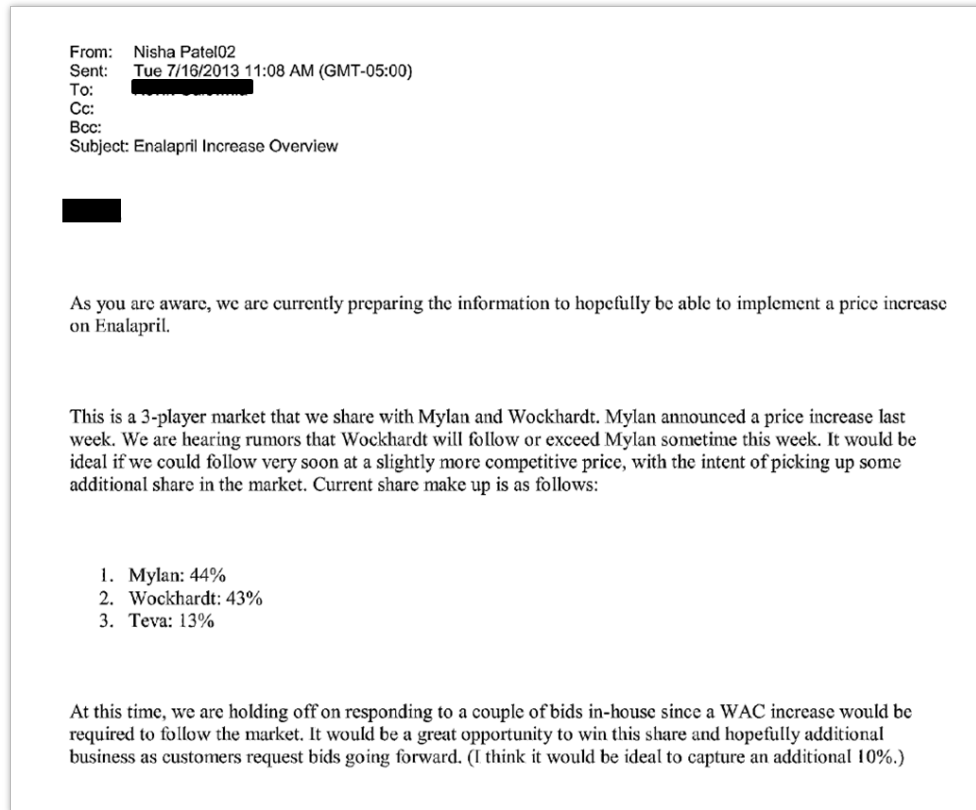 From: Nisha Patel02
Sent: Tue 7/16/2013 11:08 AM (GMT-05:00)
To:
Cc:
Bcc:
Subject: Enalapril Increase Overview
As you are aware, we are currently preparing the information to hopefully be able to implement a price increase
on Enalapril.
This is a 3-player market that we share with Mylan and Wockhardt. Mylan announced a price increase last
week. We are hearing rumors that Wockhardt will follow or exceed Mylan sometime this week. It would be
ideal if we could follow very soon at a slightly more competitive price, with the intent of picking up some
additional share in the market. Current share make up is as follows:
1. Mylan: 44%
2. Wockhardt: 43%
3. Teva: 13%
At this time, we are holding off on responding to a couple of bids in-house since a WAC increase would be
required to follow the market. It would be a great opportunity to win this share and hopefully additional
business as customers request bids going forward. (I think it would be ideal to capture an additional 10%.)